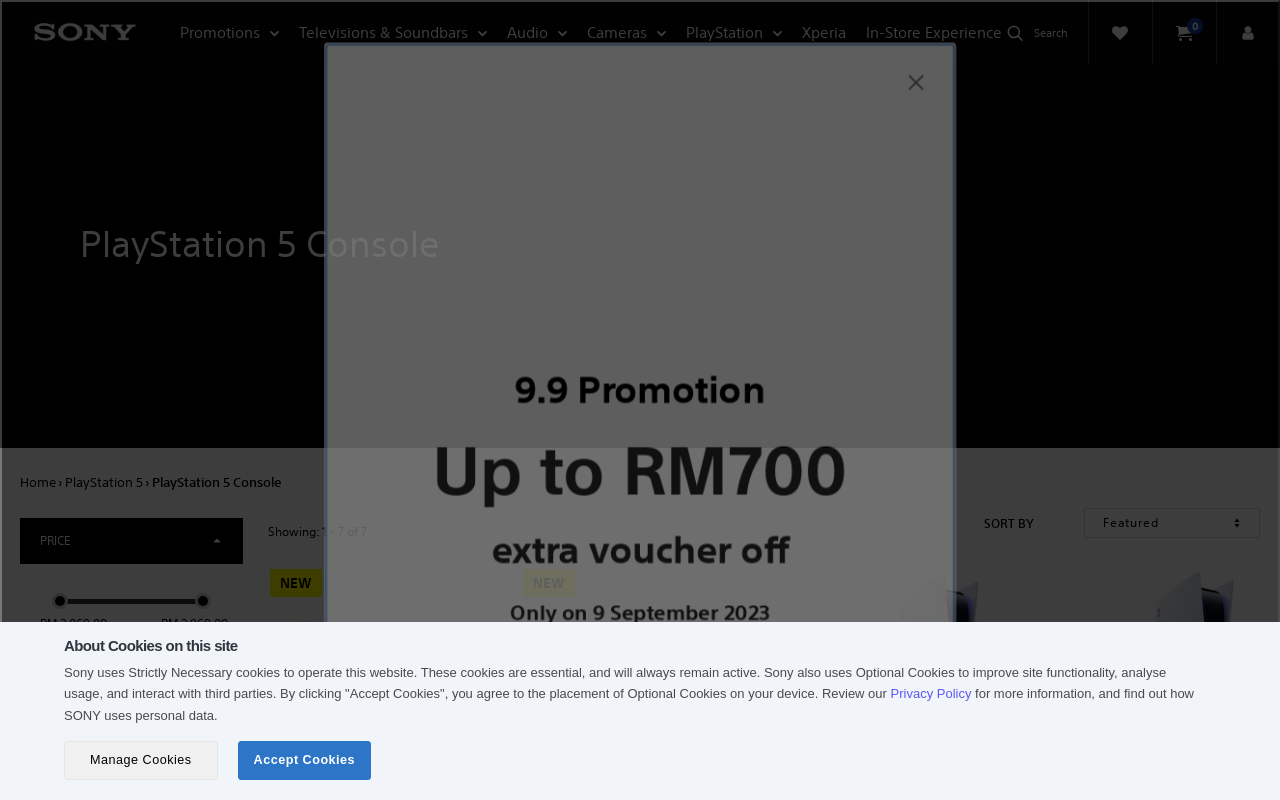 SONY
Promotions
Televisions & Soundbars
Audio
Cameras
PlayStation
Xperia
In-Store Experience
Search
0
PlayStation 5 Console
9.9 Promotion
Up to RM700
extra voucher off
Only on 9 September 2023
Home › PlayStation 5 › PlayStation 5 Console
PRICE
Showing: 1 - 7 of 7
SORT BY
Featured
NEW
NEW
About Cookies on this site
Sony uses Strictly Necessary cookies to operate this website. These cookies are essential, and will always remain active. Sony also uses Optional Cookies to improve site functionality, analyse
usage, and interact with third parties. By clicking "Accept Cookies", you agree to the placement of Optional Cookies on your device. Review our Privacy Policy for more information, and find out how
SONY uses personal data.
Manage Cookies
Accept Cookies